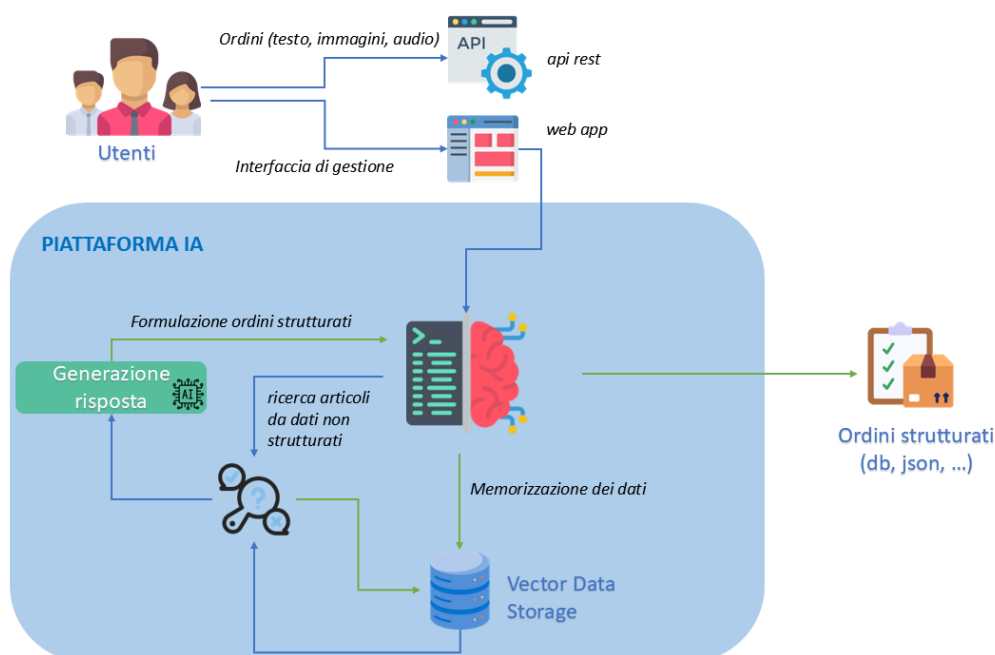 Ordini (testo, immagini, audio)
API
api rest
web app
Utenti
Interfaccia di gestione
PIATTAFORMA IA
Formulazione ordini strutturati
Generazione
risposta
AI
ricerca articoli
da dati non
strutturati
Ordini strutturati
(db, json, ...)
Memorizzazione dei dati
Vector Data
Storage